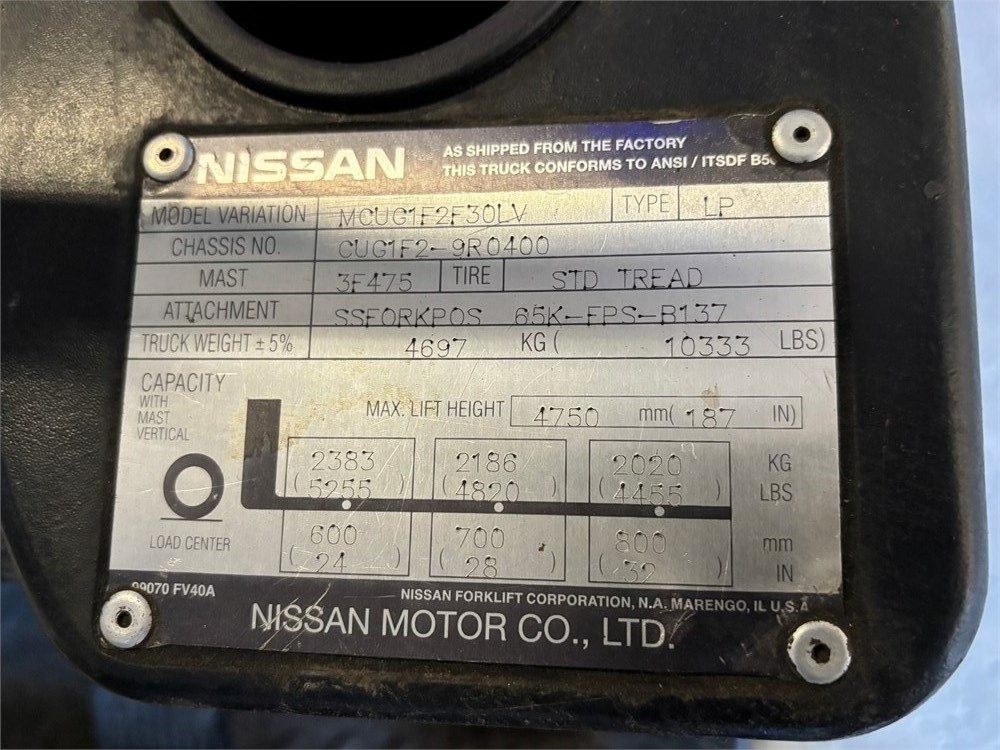 NISSAN
AS SHIPPED FROM THE FACTORY
THIS TRUCK CONFORMS TO ANSI / ITSDF
MODEL VARIATION MCUG1F2F30LV TYPE LP
CHASSIS NO. CUG1F2-9R0400
MAST 3F475 TIRE STD TREAD
ATTACHMENT SSFORKPOS 65K-FPS-B137
TRUCK WEIGHT ± 5% 4697 KG ( 10333 LBS)
CAPACITY
WITH
MAST
VERTICAL
MAX. LIFT HEIGHT 4750 mm( 187 IN)
2383 2186 2020 KG
( 5255 ) ( 4820 ) ( 4455 ) LBS
LOAD CENTER
600 700 800 mm
( 24 ) ( 28 ) ( 32 ) IN
99070 FV40A
NISSAN FORKLIFT CORPORATION, N.A. MARENGO, IL U.S.A
NISSAN MOTOR CO., LTD.